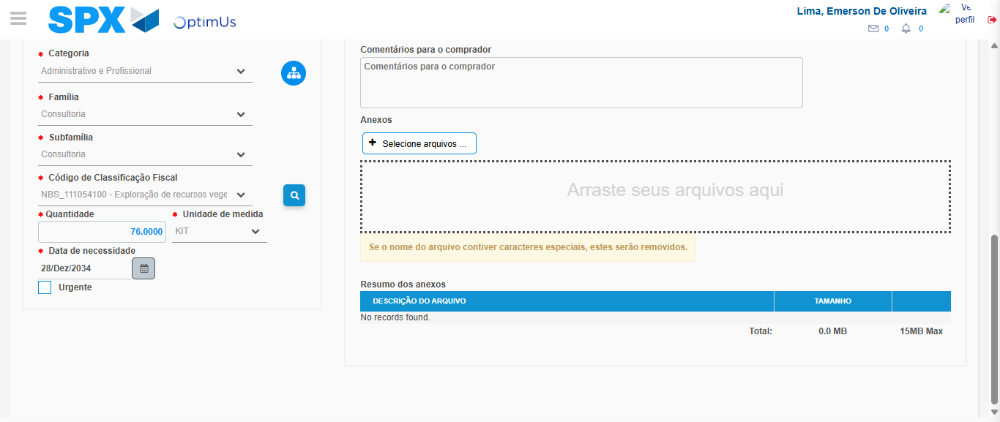 SPX
OptimUs
Lima, Emerson De Oliveira
0
0
Ve
perfil
Categoria
Administrativo e Profissional
Família
Consultoria
Subfamília
Consultoria
Código de Classificação Fiscal
NBS_111054100 - Exploração de recursos vege
Quantidade
Unidade de medida
76.0000
KIT
Data de necessidade
28/Dez/2034
Urgente
Comentários para o comprador
Comentários para o comprador
Anexos
Selecione arquivos ...
Arraste seus arquivos aqui
Se o nome do arquivo contiver caracteres especiais, estes serão removidos.
Resumo dos anexos
DESCRIÇÃO DO ARQUIVO TAMANHO
No records found.
Total: 0.0 MB 15MB Max